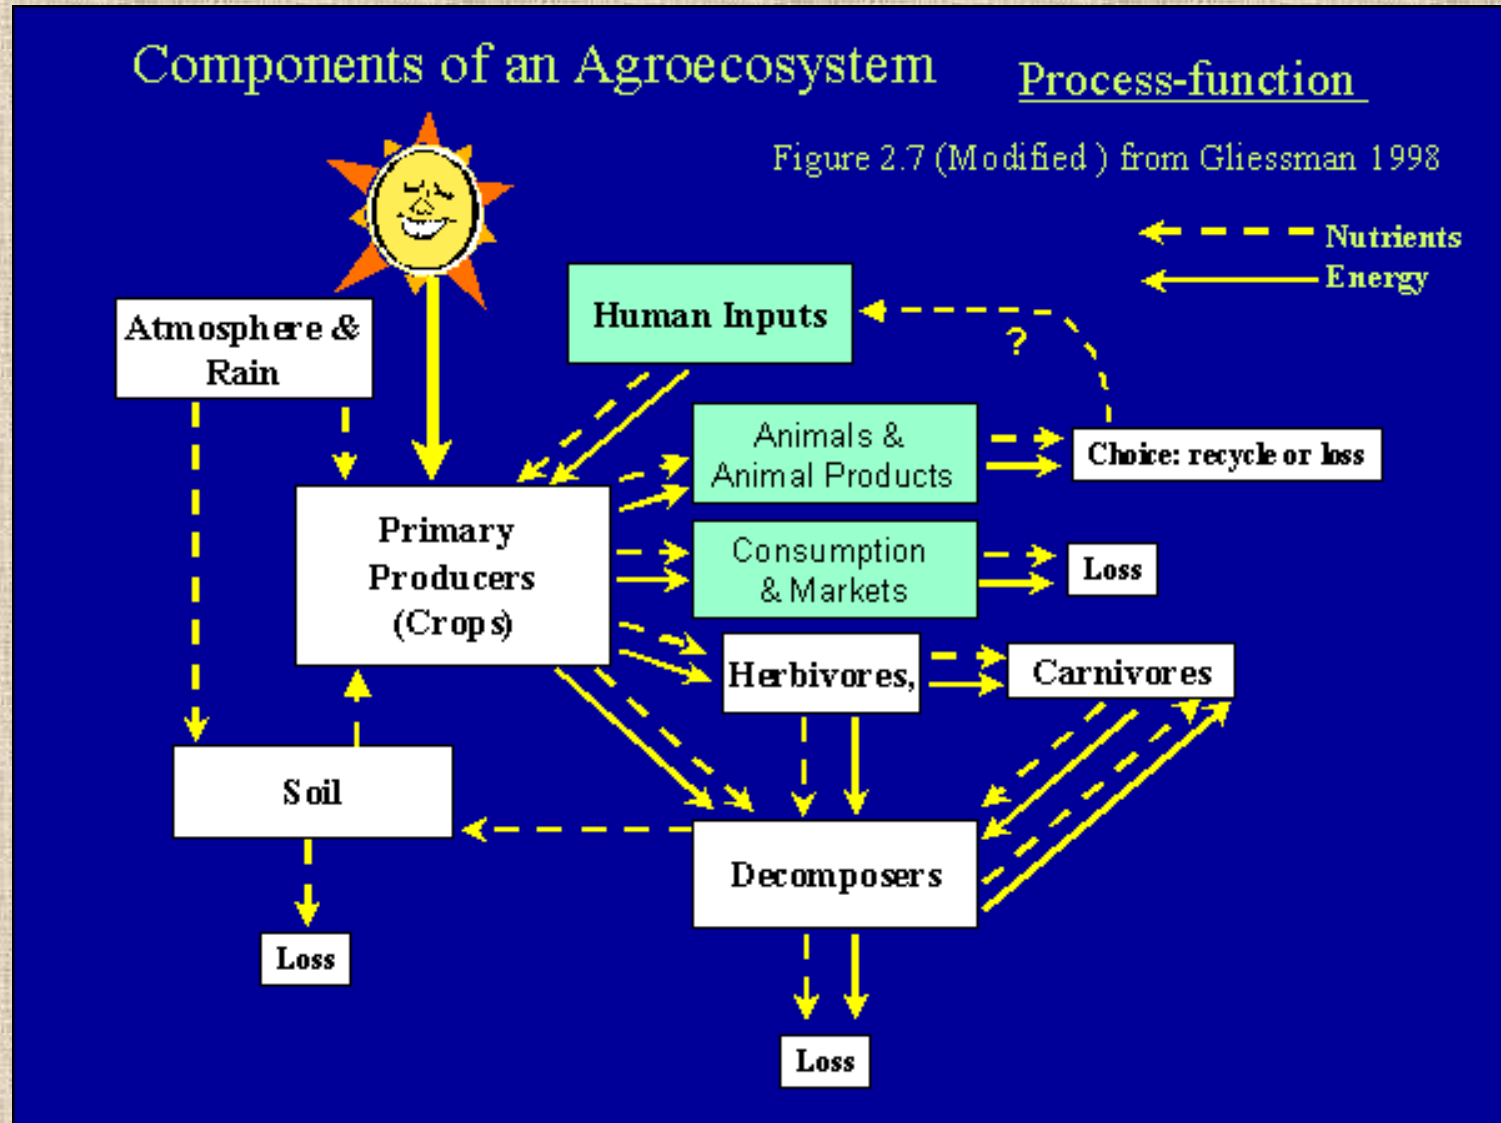 Components of an Agroecosystem
Process-function
Figure 2.7 (Modified ) from Gliessman 1998
Nutrients
Energy
Human Inputs
Atmosphere &
Rain
?
Animals &
Animal Products
Choice: recycle or loss
Primary
Producers
(Crops)
Consumption
& Markets
Loss
Herbivores,
Carnivores
Soil
Decomposers
Loss
Loss